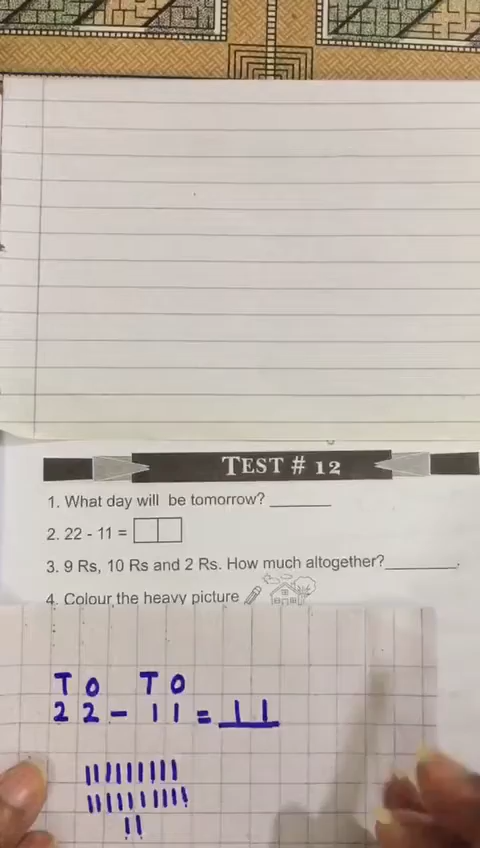 TEST # 12
1. What day will be tomorrow? ______
2. 22 - 11 =
3. 9 Rs, 10 Rs and 2 Rs. How much altogether?________.
4. Colour the heavy picture
T O T O
2 2 - 1 1 = 1 1